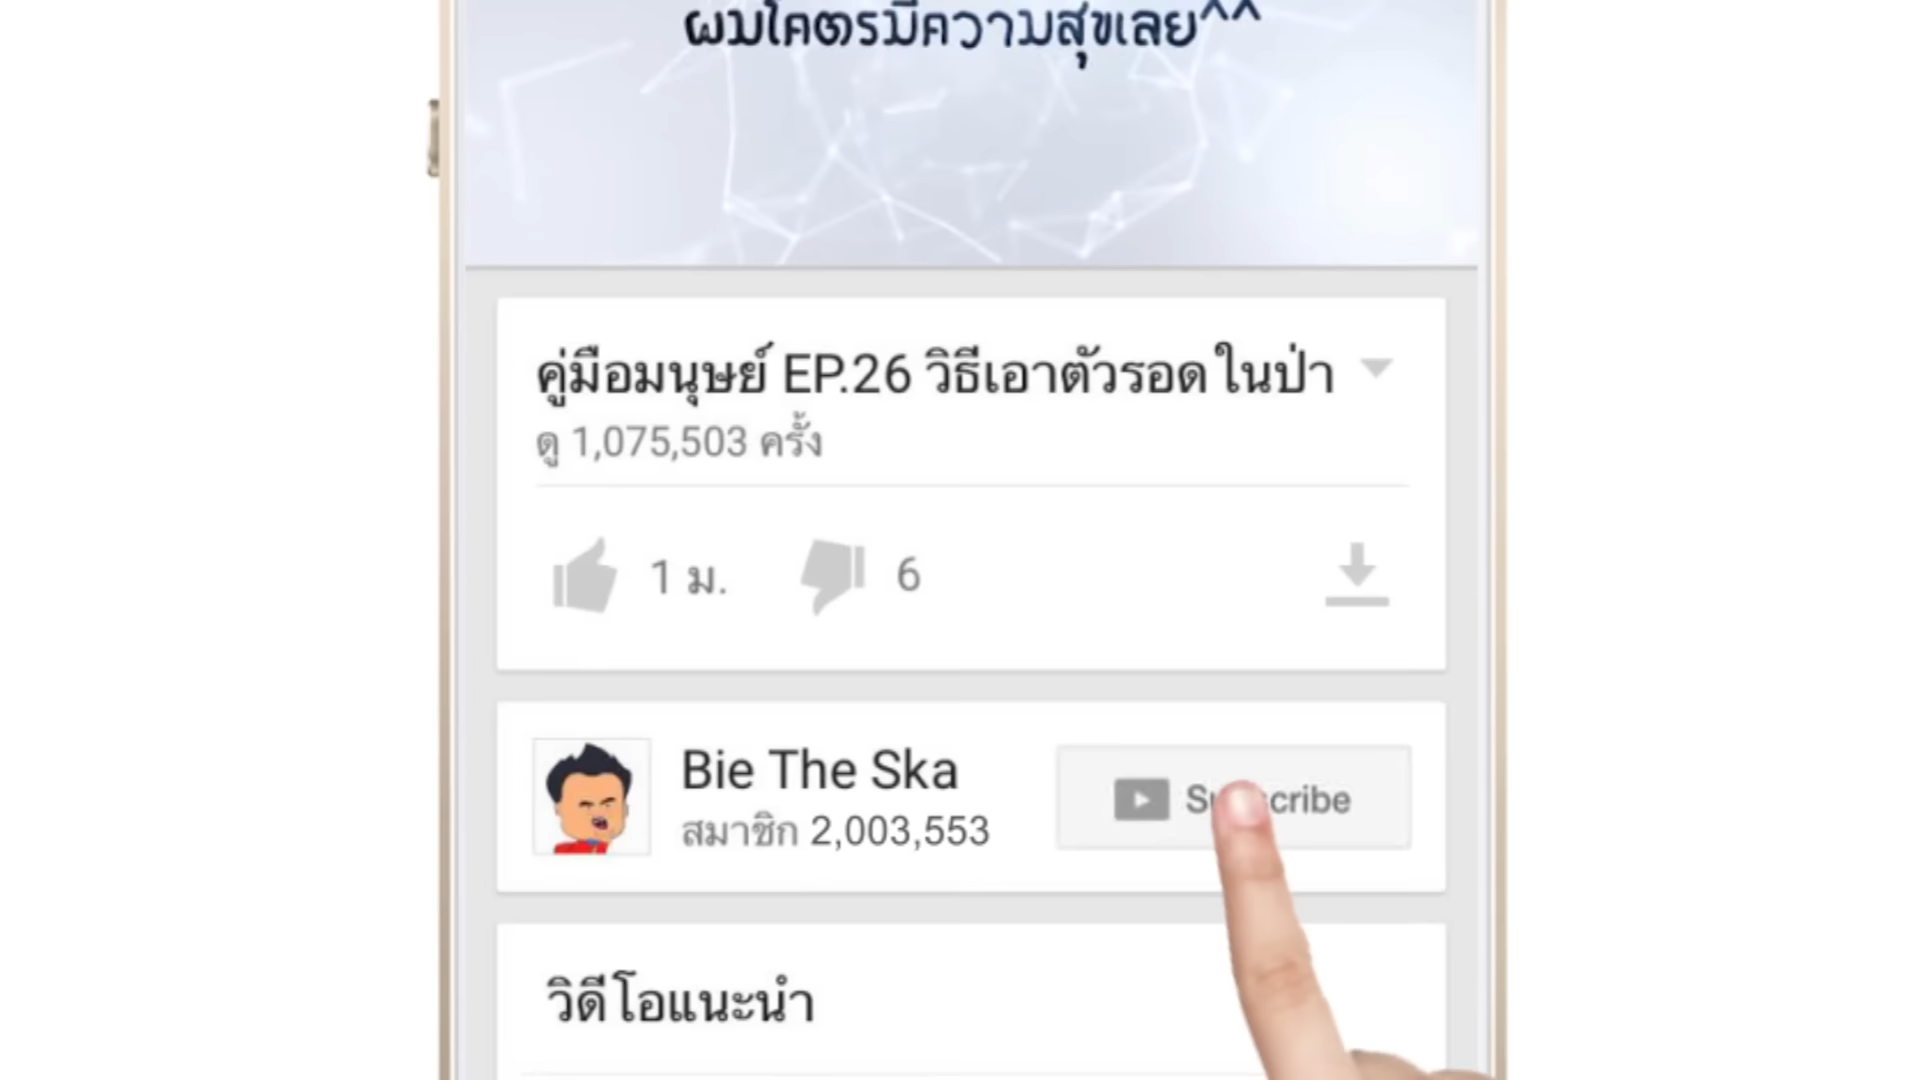 ผมโคตรมีความสุขเลย^^
คู่มือมนุษย์ EP.26 วิธีเอาตัวรอดในป่า
ดู 1,075,503 ครั้ง
1 ม. 6
Bie The Ska
สมาชิก 2,003,553
Subscribe
วิดีโอแนะนำ